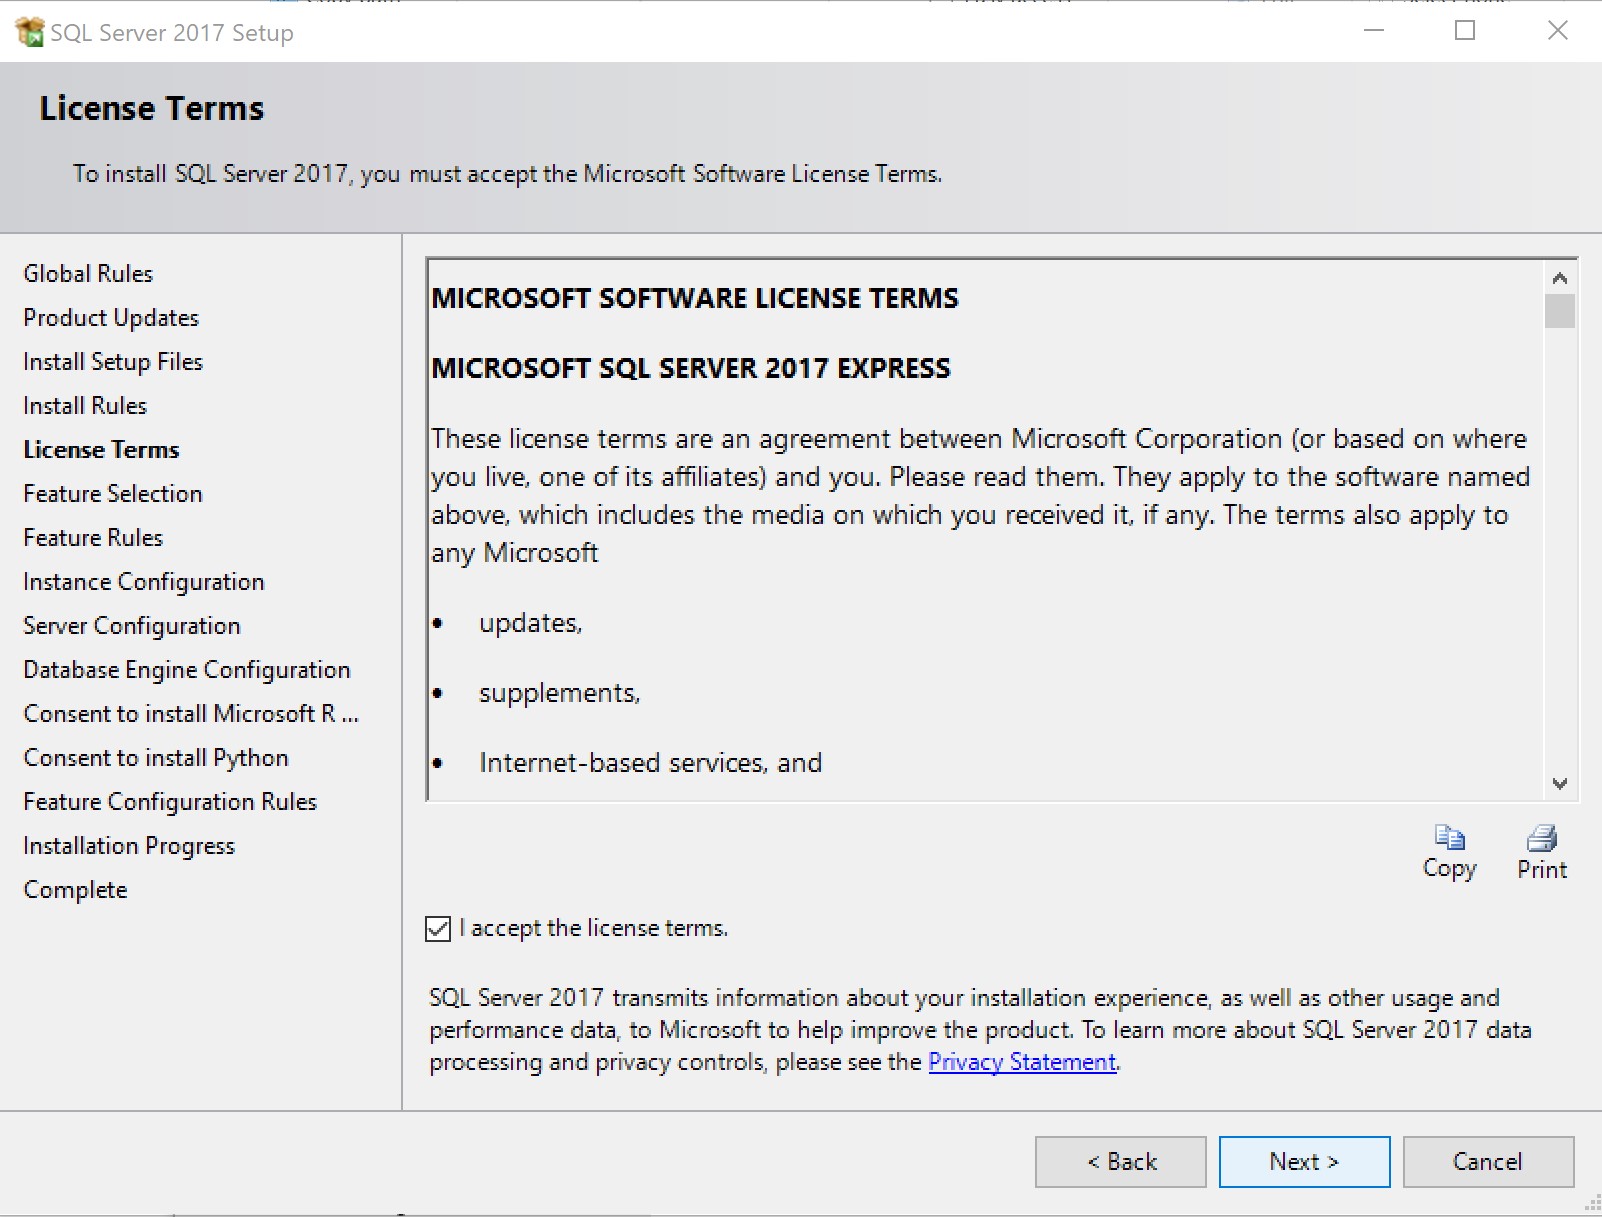 SQL Server 2017 Setup
License Terms
To install SQL Server 2017, you must accept the Microsoft Software License Terms.
Global Rules
Product Updates
Install Setup Files
Install Rules
License Terms
Feature Selection
Feature Rules
Instance Configuration
Server Configuration
Database Engine Configuration
Consent to install Microsoft R ...
Consent to install Python
Feature Configuration Rules
Installation Progress
Complete
MICROSOFT SOFTWARE LICENSE TERMS
MICROSOFT SQL SERVER 2017 EXPRESS
These license terms are an agreement between Microsoft Corporation (or based on where
you live, one of its affiliates) and you. Please read them. They apply to the software named
above, which includes the media on which you received it, if any. The terms also apply to
any Microsoft
• updates,
• supplements,
• Internet-based services, and
Copy
Print
I accept the license terms.
SQL Server 2017 transmits information about your installation experience, as well as other usage and
performance data, to Microsoft to help improve the product. To learn more about SQL Server 2017 data
processing and privacy controls, please see the Privacy Statement.
< Back
Next >
Cancel